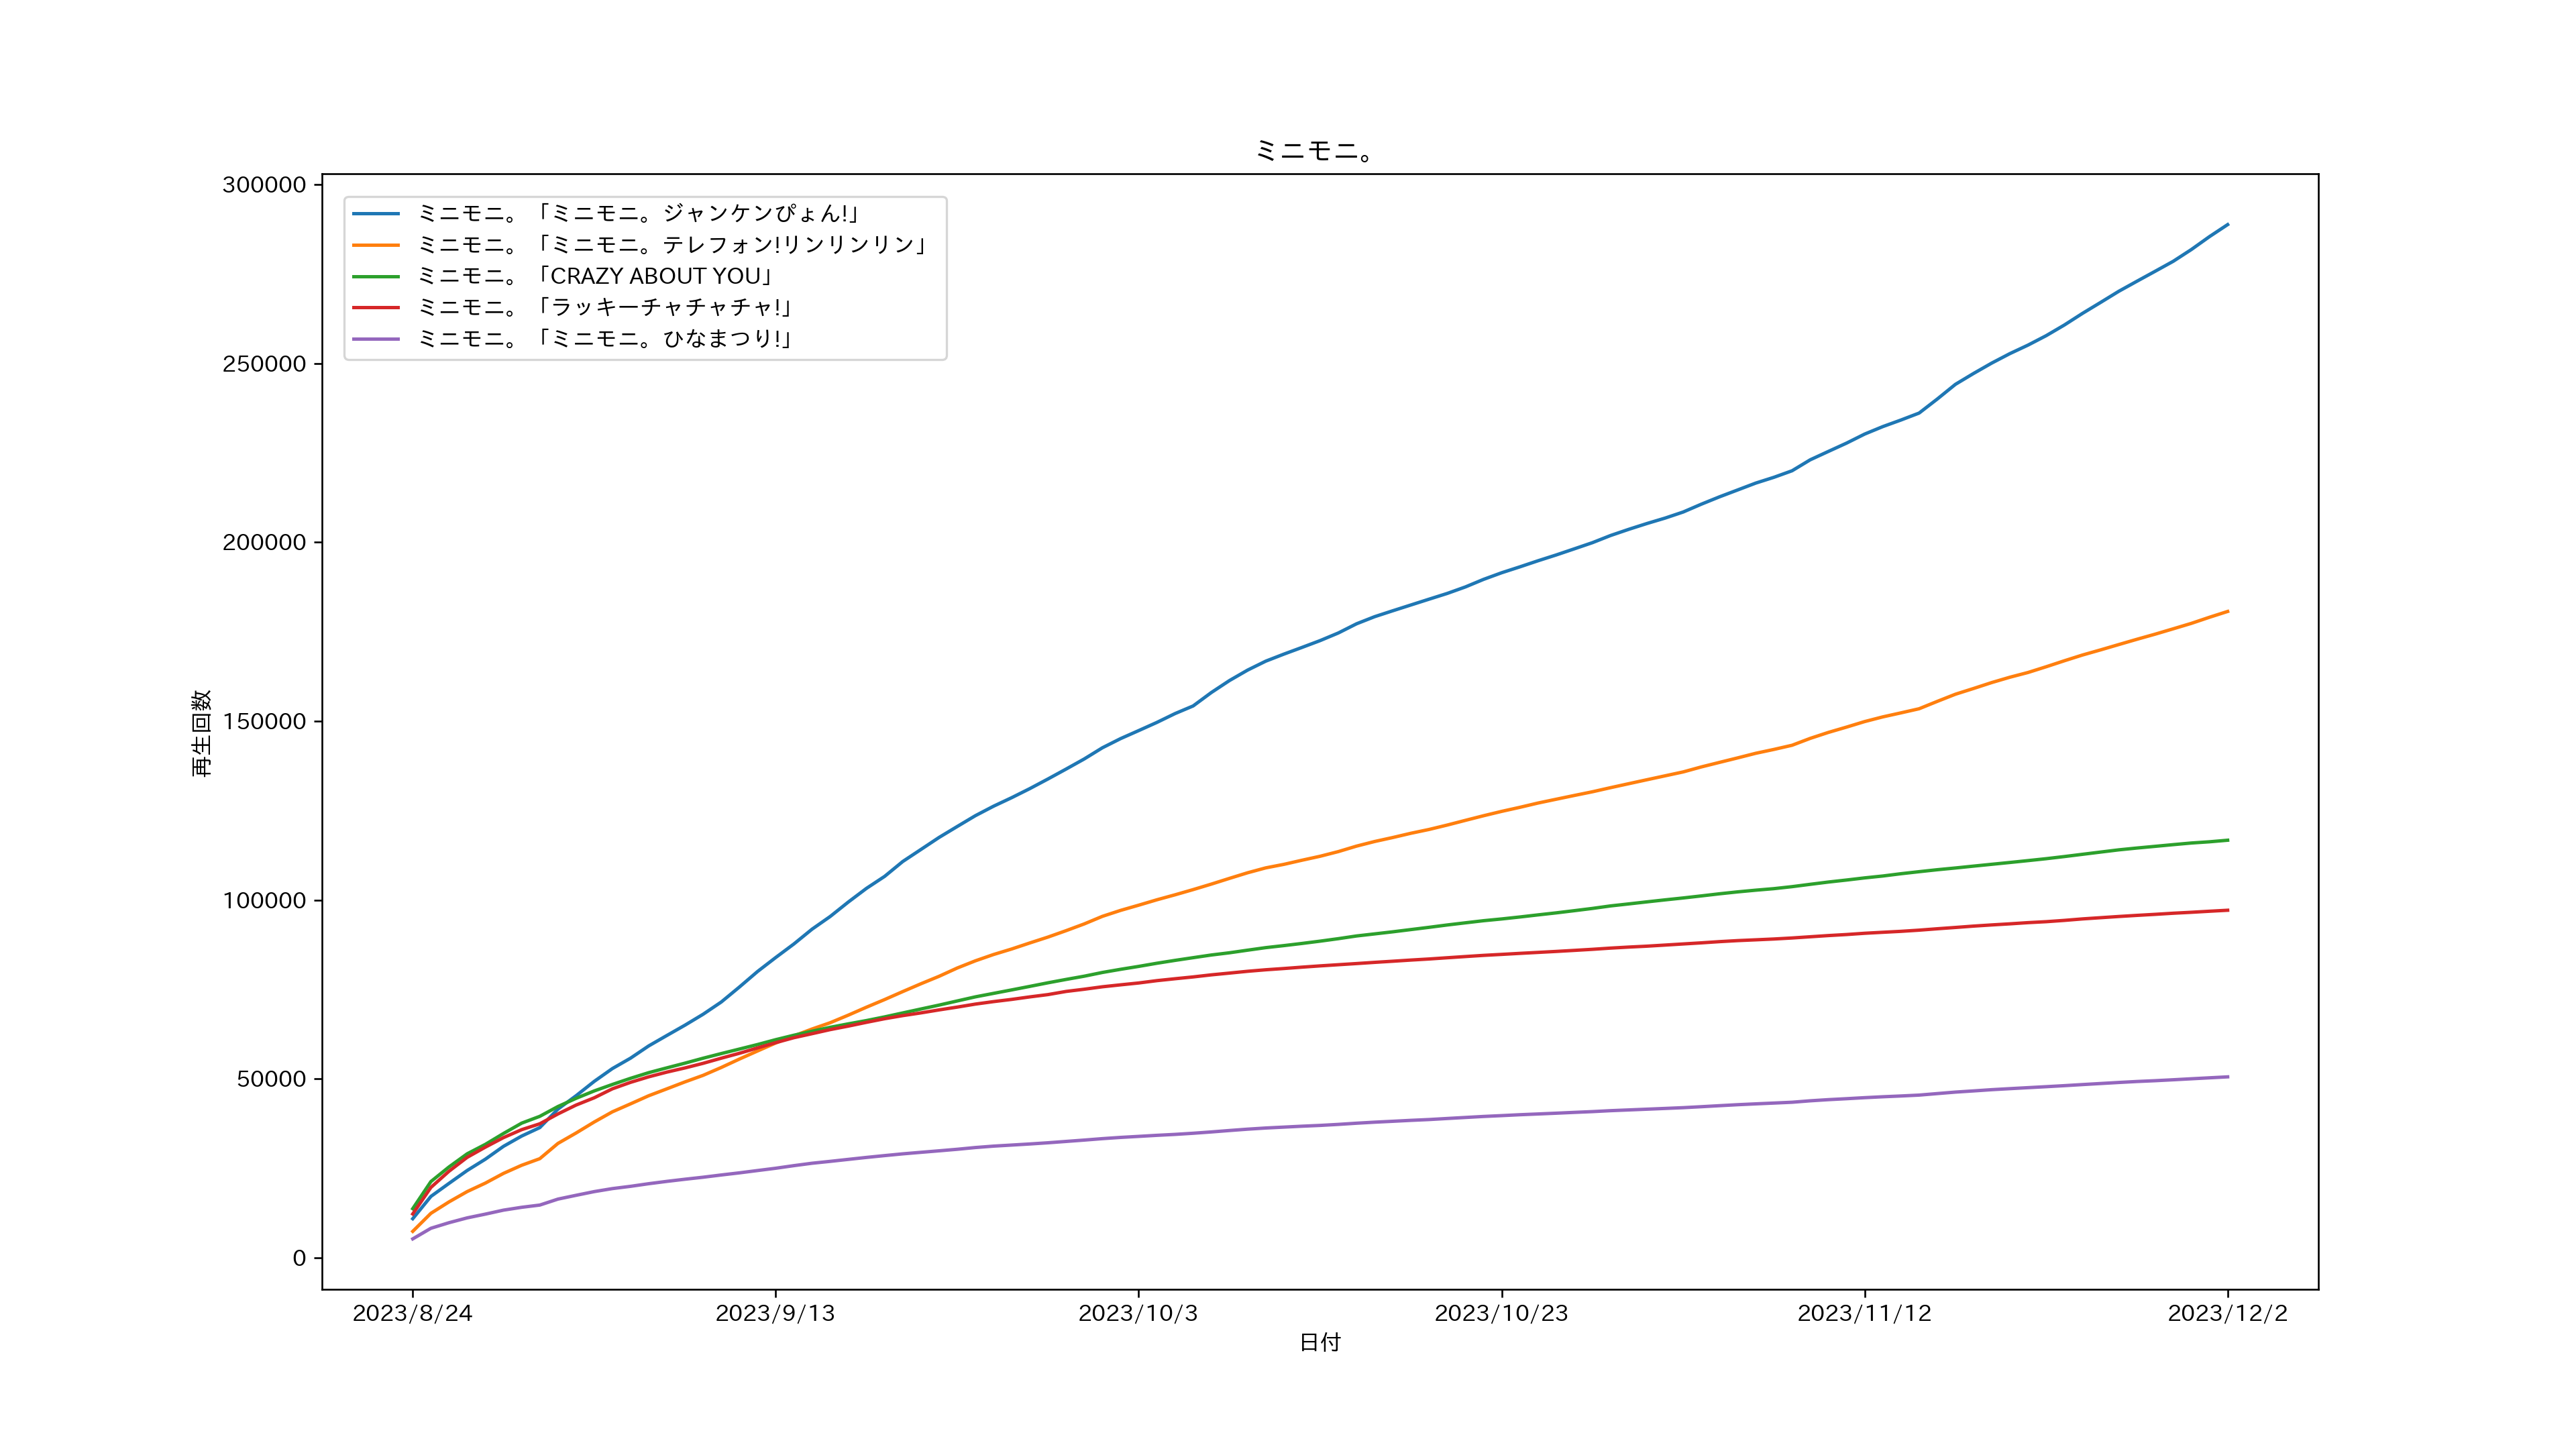 ミニモニ。
300000
250000
200000
150000
100000
50000
0
再生回数
ミニモニ。「ミニモニ。ジャンケンぴょん!」
ミニモニ。「ミニモニ。テレフォン!リンリンリン」
ミニモニ。「CRAZY ABOUT YOU」
ミニモニ。「ラッキーチャチャチャ!」
ミニモニ。「ミニモニ。ひなまつり!」
2023/8/24 2023/9/13 2023/10/3 2023/10/23 2023/11/12 2023/12/2
日付